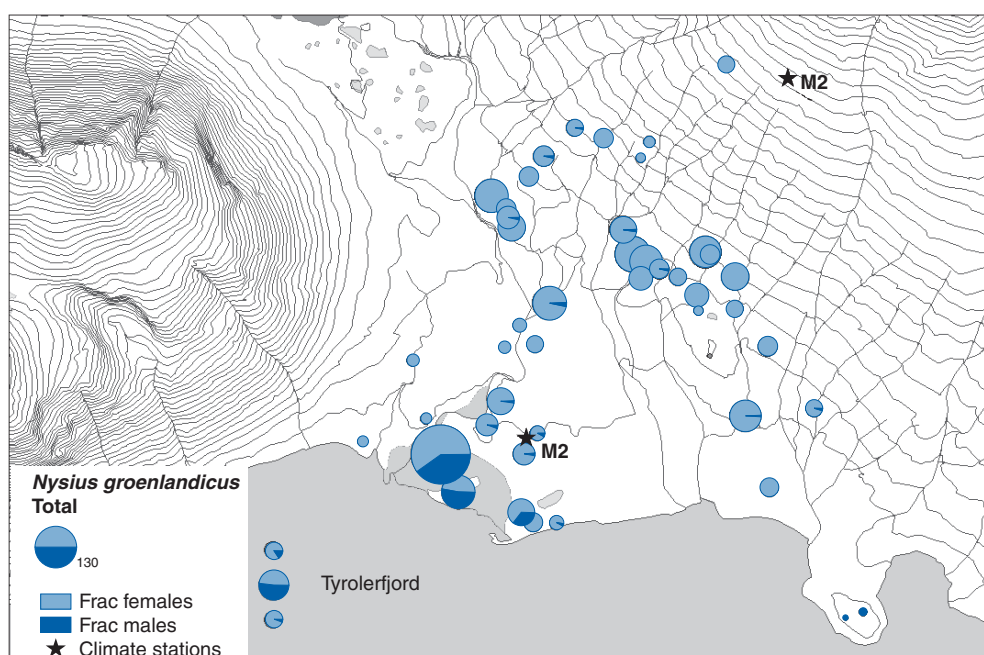 M2
M2
Nysius groenlandicus
Total
130
Tyrolerfjord
Frac females
Frac males
Climate stations